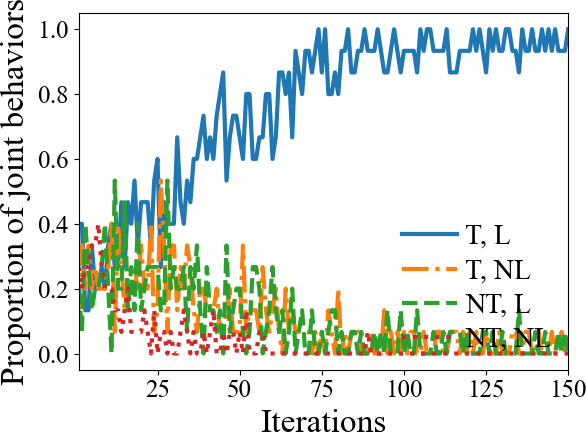 Proportion of joint behaviors
1.0
0.8
0.6
0.4
0.2
0.0
T, L
T, NL
NT, L
NT, NL
25
50
75
100
125
150
Iterations